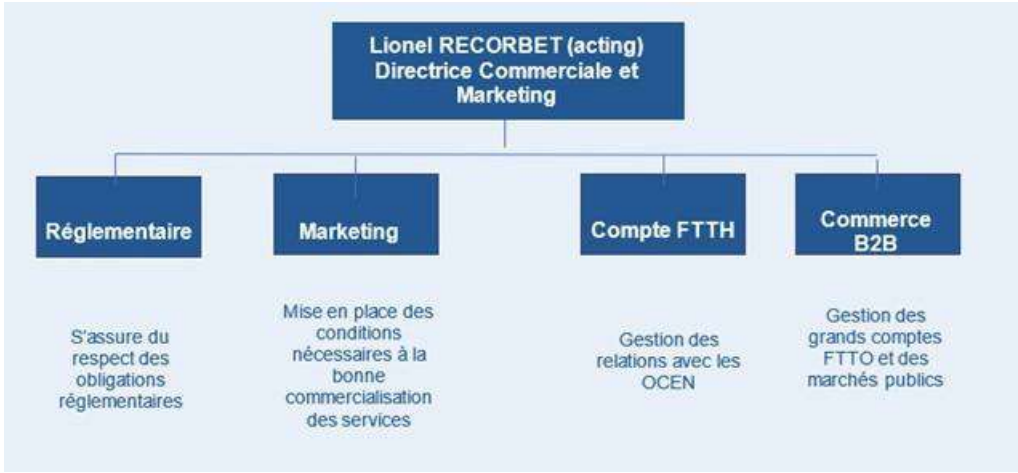 Lionel RECORBET (acting)
Directrice Commerciale et
Marketing
Réglementaire
Marketing
Compte FTTH
Commerce
B2B
S'assure du
respect des
obligations
réglementaires
Mise en place des
conditions
nécessaires à la
bonne
commercialisation
des services
Gestion des
relations avec les
OCEN
Gestion des
grands comptes
FTTO et des
marchés publics